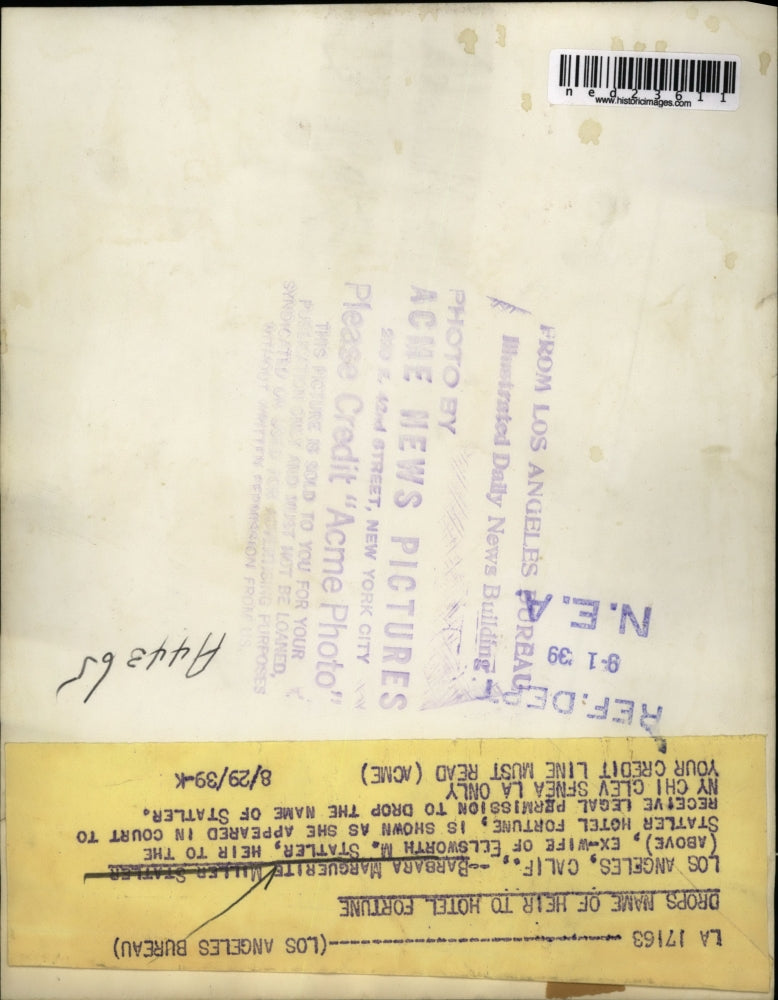 ned23611
www.historicimages.com
FROM LOS ANGELES BUREAU
Illustrated Daily News Building
PHOTO BY
ACME NEWS PICTURES
220 E. 42nd STREET, NEW YORK CITY
Please Credit "Acme Photo"
THIS PICTURE IS SOLD TO YOU FOR YOUR
PUBLICATION ONLY AND MUST NOT BE LOANED,
SYNDICATED OR USED FOR ADVERTISING PURPOSES
WITHOUT WRITTEN PERMISSION FROM US.
REF. DEPT
9-1 '39
N.E.A.
A44365
LA 17163 ----------(LOS ANGELES BUREAU)
DROPS NAME OF HEIR TO HOTEL FORTUNE
LOS ANGELES, CALIF., --BARBARA MARGUERITE MILLER STATLER
(ABOVE), EX-WIFE OF ELLSWORTH M. STATLER, HEIR TO THE
STATLER HOTEL FORTUNE, IS SHOWN AS SHE APPEARED IN COURT TO
RECEIVE LEGAL PERMISSION TO DROP THE NAME OF STATLER.
NY CHI CLEV SFNEA LA ONLY
YOUR CREDIT LINE MUST READ (ACME) 8/29/39-K